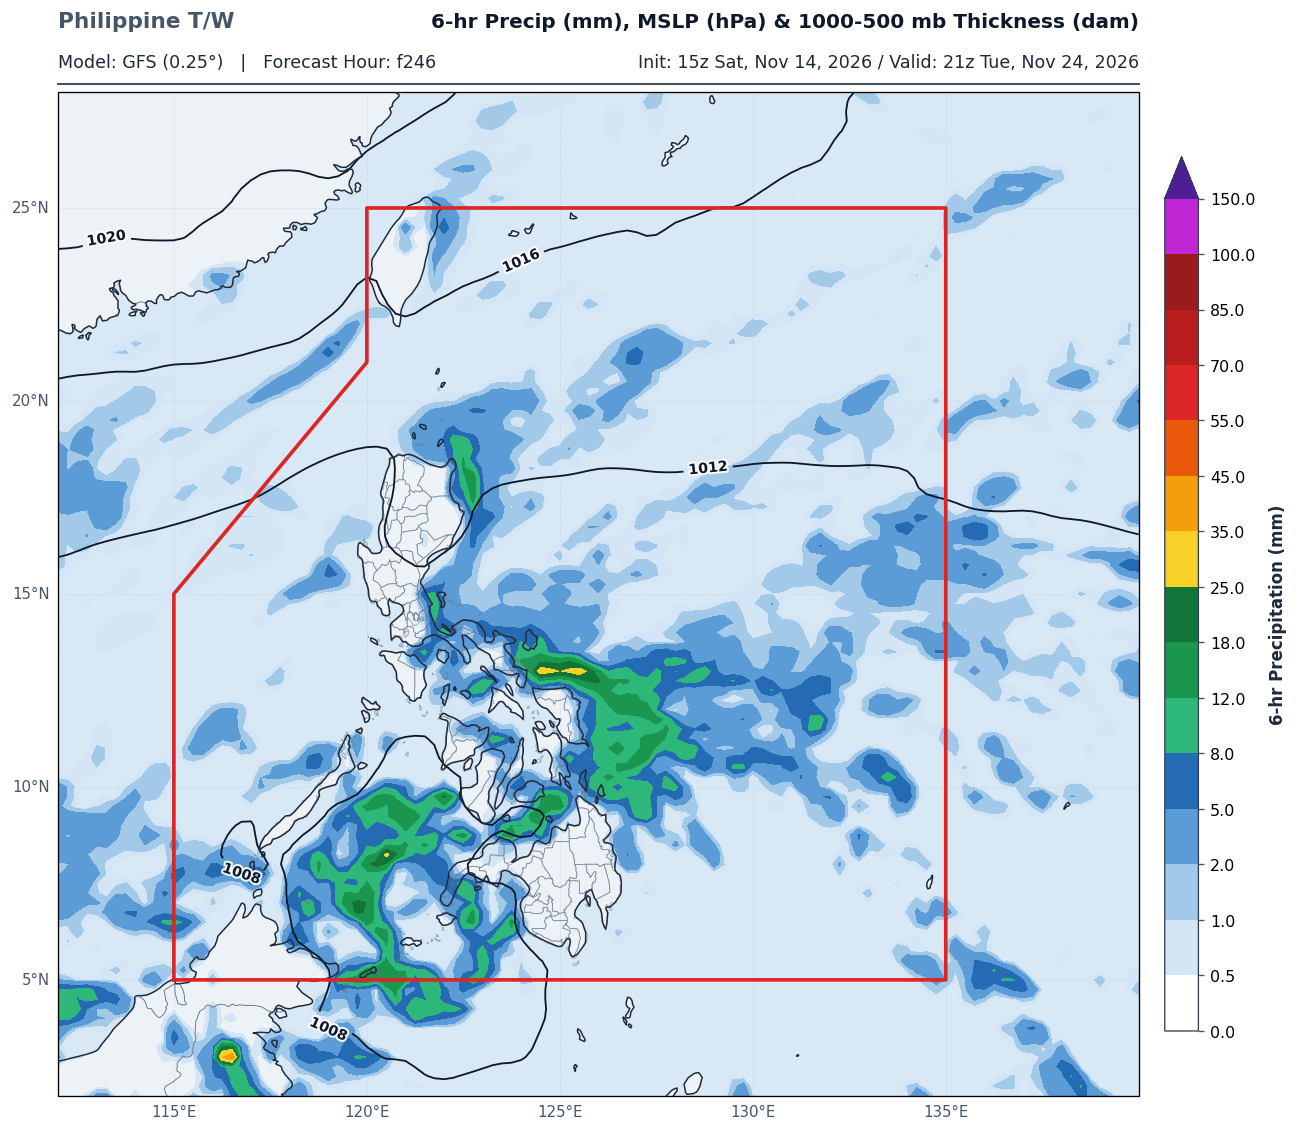 Philippine T/W
6-hr Precip (mm), MSLP (hPa) & 1000-500 mb Thickness (dam)
Model: GFS (0.25°) | Forecast Hour: f246
Init: 15z Sat, Nov 14, 2026 / Valid: 21z Tue, Nov 24, 2026
25°N
20°N
15°N
10°N
5°N
115°E
120°E
125°E
130°E
135°E
1020
1016
1012
1008
1008
150.0
100.0
85.0
70.0
55.0
45.0
35.0
25.0
18.0
12.0
8.0
5.0
2.0
1.0
0.5
0.0
6-hr Precipitation (mm)